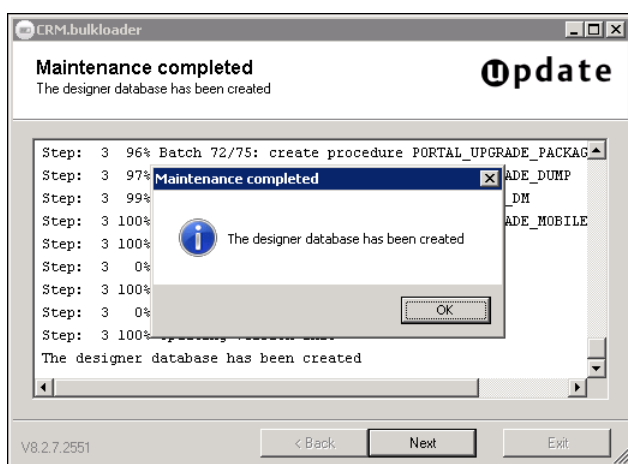 CRM.bulkloader
Maintenance completed
The designer database has been created
update
Step: 3 96% Batch 72/75: create procedure PORTAL_UPGRADE_PACKAG
Step: 3 97% ADE_DUMP
Step: 3 99% _DM
Step: 3 100% ADE_MOBILE
Step: 3 100%
Step: 3 0%
Step: 3 100%
Step: 3 0%
Step: 3 100%
The designer database has been created
Maintenance completed
The designer database has been created
OK
V8.2.7.2551
< Back
Next
Exit